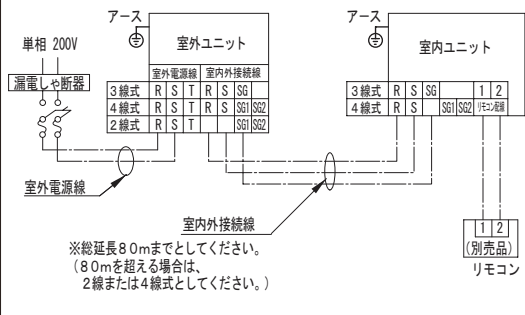 アース
単相 200V
漏電しゃ断器
室外ユニット
室外電源線 室内外接続線
3線式 R S T R S SG
4線式 R S T R S SG1 SG2
2線式 R S T SG1 SG2
室外電源線
室内外接続線
※総延長80mまでとしてください。
(80mを超える場合は、
2線または4線式としてください。)
アース
室内ユニット
3線式 R S SG 1 2
4線式 R S SG1 SG2 リモコン配線
1 2
(別売品)
リモコン